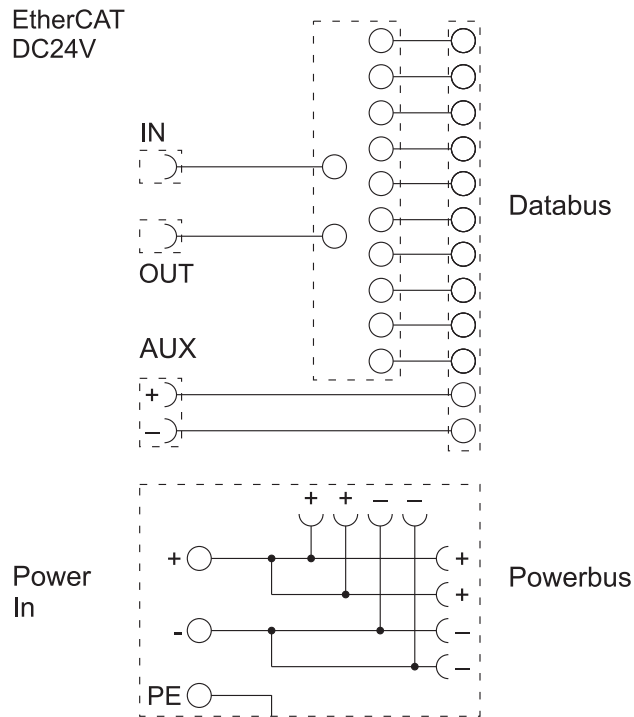 EtherCAT
DC24V
IN
OUT
Databus
AUX
+
–
+ + – –
+ +
Power
In
Powerbus
+
- –
–
PE